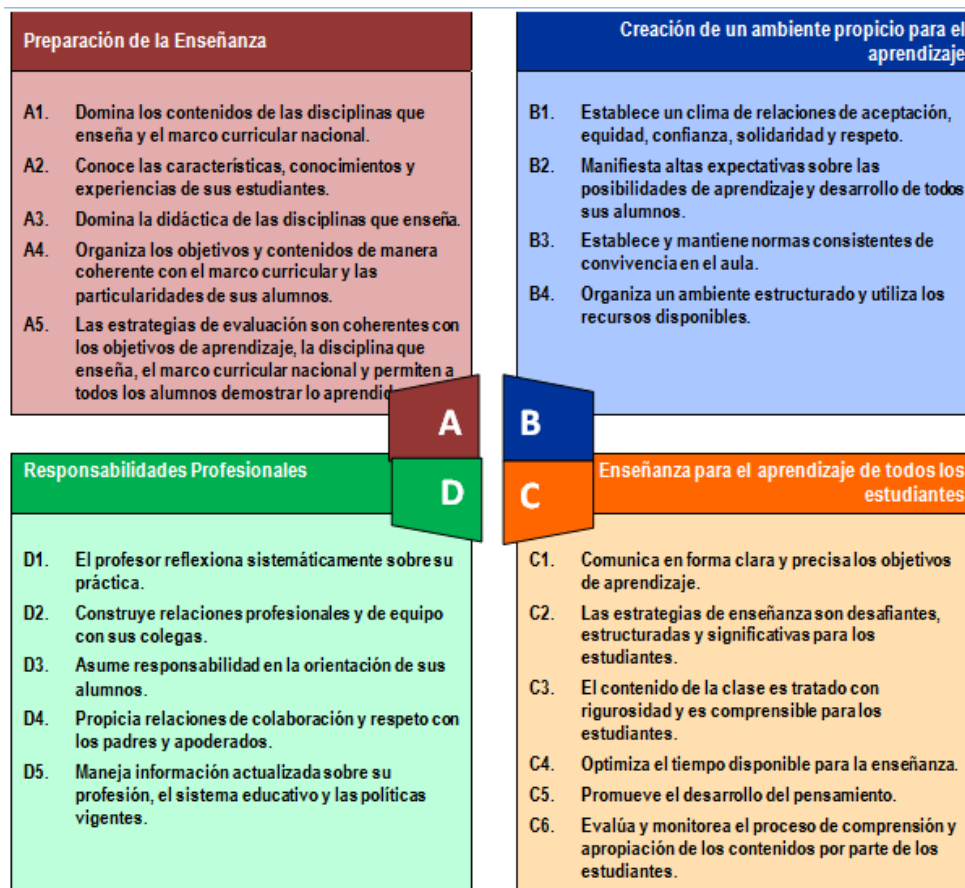 Preparación de la Enseñanza
A1. Domina los contenidos de las disciplinas que
enseña y el marco curricular nacional.
A2. Conoce las características, conocimientos y
experiencias de sus estudiantes.
A3. Domina la didáctica de las disciplinas que enseña.
A4. Organiza los objetivos y contenidos de manera
coherente con el marco curricular y las
particularidades de sus alumnos.
A5. Las estrategias de evaluación son coherentes con
los objetivos de aprendizaje, la disciplina que
enseña, el marco curricular nacional y permiten a
todos los alumnos demostrar lo aprendid
A
Creación de un ambiente propicio para el
aprendizaje
B1. Establece un clima de relaciones de aceptación,
equidad, confianza, solidaridad y respeto.
B2. Manifiesta altas expectativas sobre las
posibilidades de aprendizaje y desarrollo de todos
sus alumnos.
B3. Establece y mantiene normas consistentes de
convivencia en el aula.
B4. Organiza un ambiente estructurado y utiliza los
recursos disponibles.
B
Responsabilidades Profesionales
D
D1. El profesor reflexiona sistemáticamente sobre su
práctica.
D2. Construye relaciones profesionales y de equipo
con sus colegas.
D3. Asume responsabilidad en la orientación de sus
alumnos.
D4. Propicia relaciones de colaboración y respeto con
los padres y apoderados.
D5. Maneja información actualizada sobre su
profesión, el sistema educativo y las políticas
vigentes.
Enseñanza para el aprendizaje de todos los
estudiantes
C
C1. Comunica en forma clara y precisa los objetivos
de aprendizaje.
C2. Las estrategias de enseñanza son desafiantes,
estructuradas y significativas para los
estudiantes.
C3. El contenido de la clase es tratado con
rigurosidad y es comprensible para los
estudiantes.
C4. Optimiza el tiempo disponible para la enseñanza.
C5. Promueve el desarrollo del pensamiento.
C6. Evalúa y monitorea el proceso de comprensión y
apropiación de los contenidos por parte de los
estudiantes.